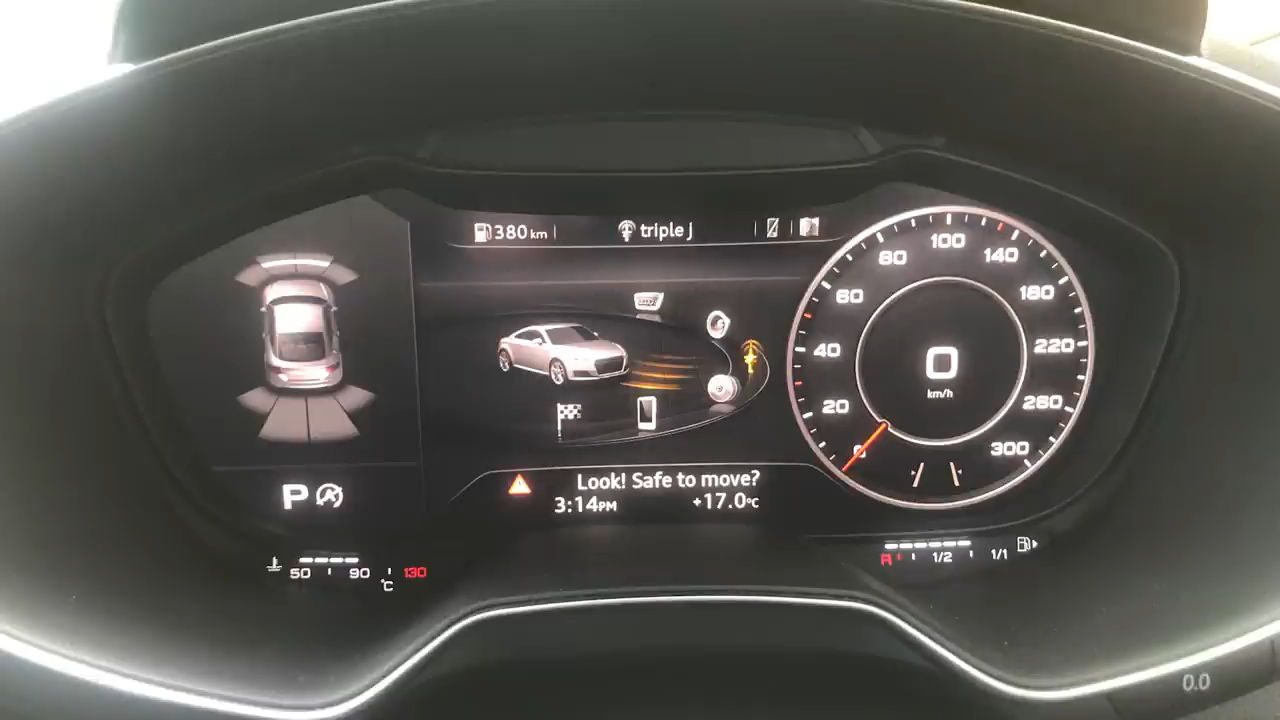 380 km
triple j
Look! Safe to move?
3:14PM
+17.0°C
P A
0
20
40
60
80
100
140
180
220
260
300
0
km/h
50 90 130
°C
R 1/2 1/1
0.0